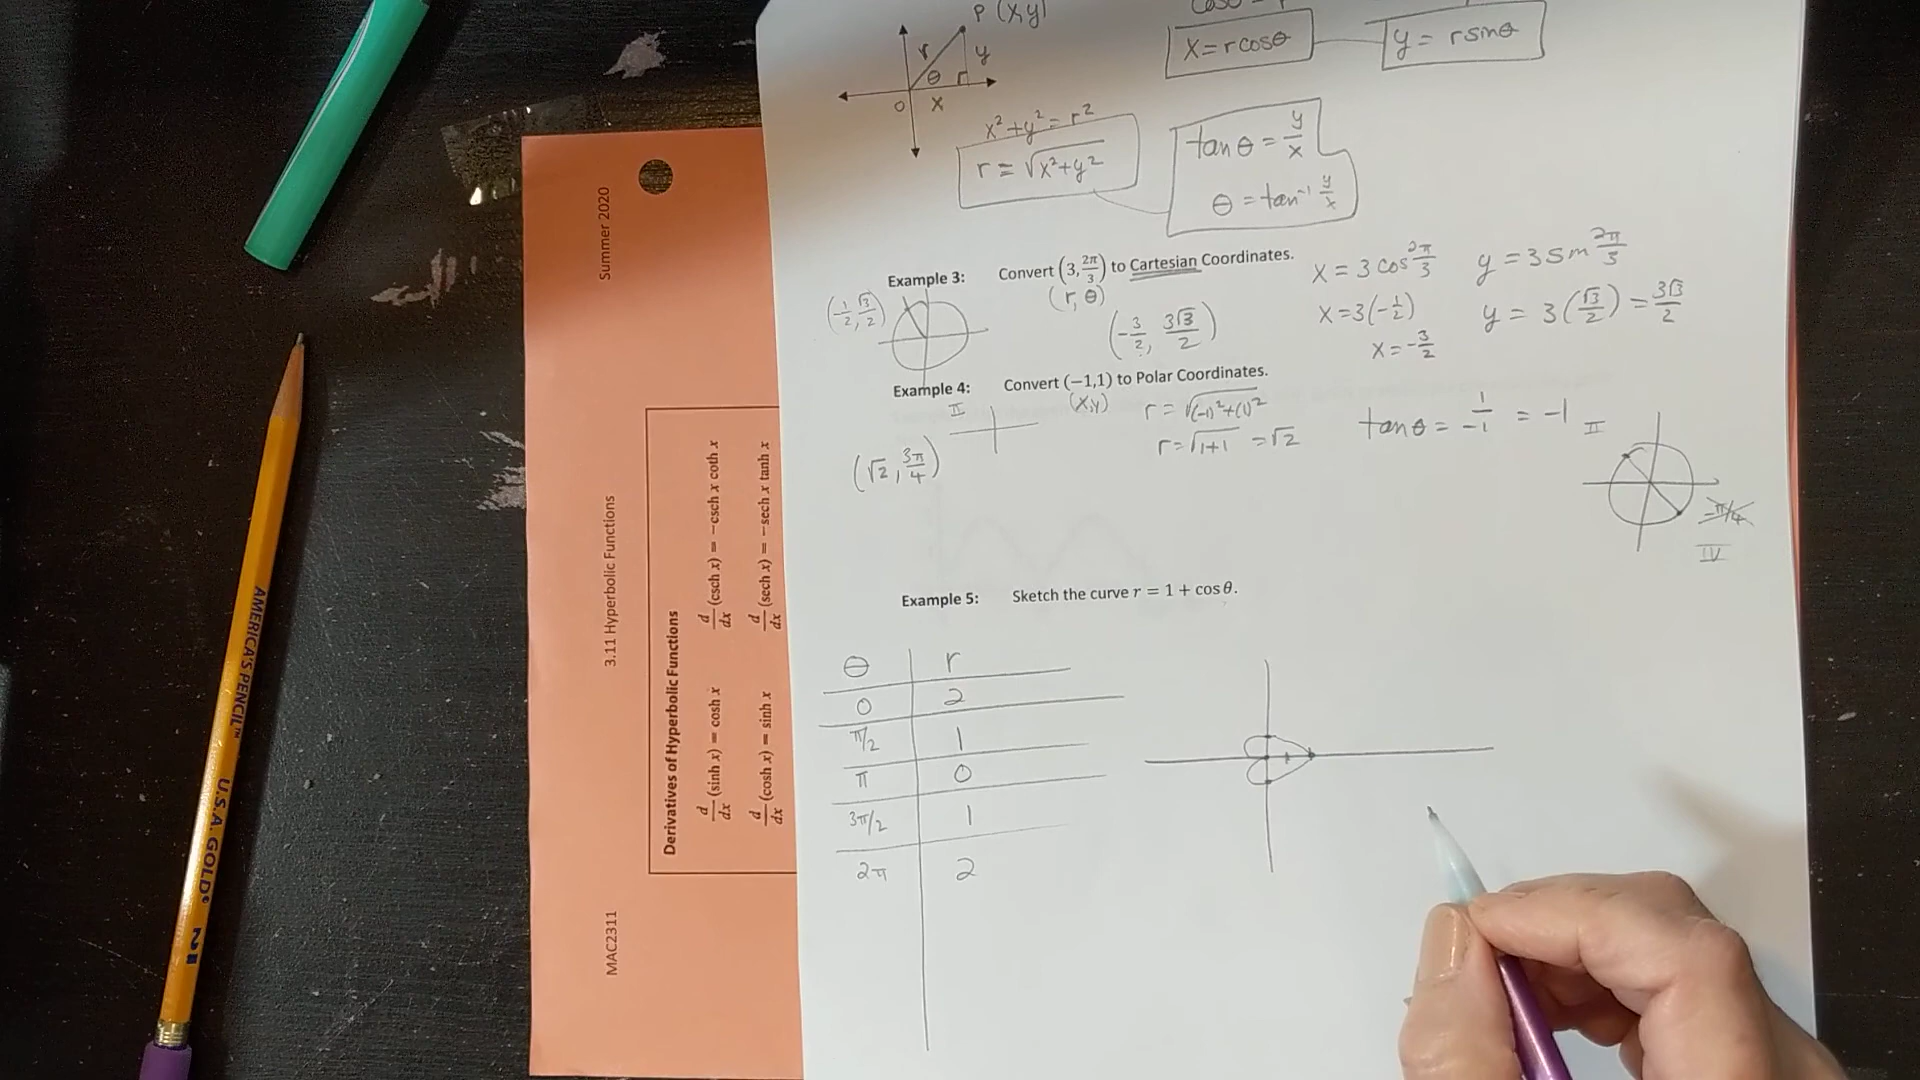 P (x,y)
r
y
θ
O
x
x = r cosθ
y = r sinθ
x² + y² = r²
r = √x²+y²
tan θ = y/x
θ = tan⁻¹ y/x
Example 3: Convert (3, 2π/3) to Cartesian Coordinates.
(r, θ)
x = 3 cos 2π/3
y = 3 sin 2π/3
(-1/2, √3/2)
(-3/2, 3√3/2)
x = 3(-1/2)
y = 3(√3/2) = 3√3/2
x = -3/2
Example 4: Convert (−1,1) to Polar Coordinates.
II
(x,y)
r = √(-1)²+(1)²
r = √1+1 = √2
tan θ = 1/-1 = -1
II
(√2, 3π/4)
-π/4
IV
Example 5: Sketch the curve r = 1 + cos θ.
θ r
0 2
π/2 1
π 0
3π/2 1
2π 2
Summer 2020
3.11 Hyperbolic Functions
MAC2311
Derivatives of Hyperbolic Functions
d/dx (sinh x) = cosh x
d/dx (csch x) = −csch x coth x
d/dx (cosh x) = sinh x
d/dx (sech x) = −sech x tanh x
AMERICA'S PENCIL™ U.S.A. GOLD® № 2